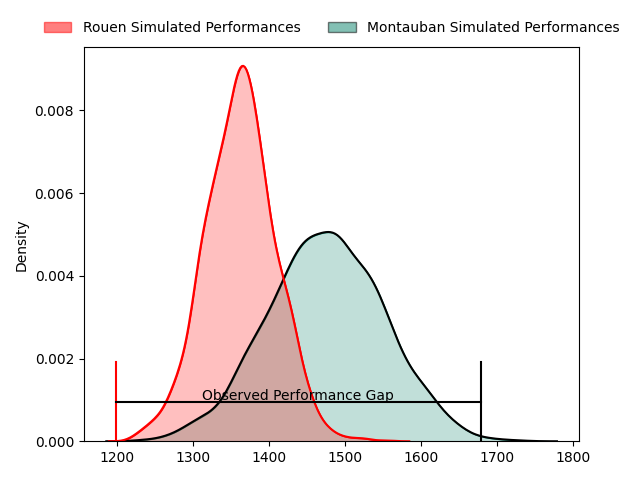 Rouen Simulated Performances
Montauban Simulated Performances
Density
0.008
0.006
0.004
0.002
0.000
Observed Performance Gap
1200 1300 1400 1500 1600 1700 1800